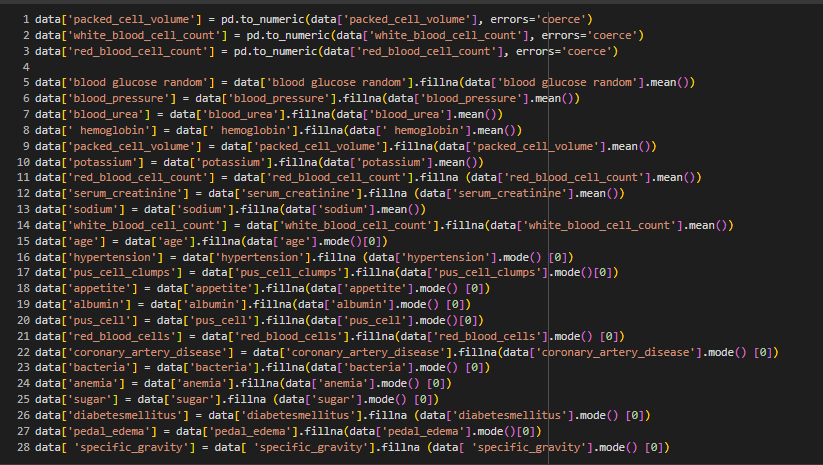 1 data['packed_cell_volume'] = pd.to_numeric(data['packed_cell_volume'], errors='coerce')
2 data['white_blood_cell_count'] = pd.to_numeric(data['white_blood_cell_count'], errors='coerce')
3 data['red_blood_cell_count'] = pd.to_numeric(data['red_blood_cell_count'], errors='coerce')
4
5 data['blood glucose random'] = data['blood glucose random'].fillna(data['blood glucose random'].mean())
6 data['blood_pressure'] = data['blood_pressure'].fillna(data['blood_pressure'].mean())
7 data['blood_urea'] = data['blood_urea'].fillna(data['blood_urea'].mean())
8 data[' hemoglobin'] = data[' hemoglobin'].fillna(data[' hemoglobin'].mean())
9 data['packed_cell_volume'] = data['packed_cell_volume'].fillna(data['packed_cell_volume'].mean())
10 data['potassium'] = data['potassium'].fillna(data['potassium'].mean())
11 data['red_blood_cell_count'] = data['red_blood_cell_count'].fillna (data['red_blood_cell_count'].mean())
12 data['serum_creatinine'] = data['serum_creatinine'].fillna (data['serum_creatinine'].mean())
13 data['sodium'] = data['sodium'].fillna(data['sodium'].mean())
14 data['white_blood_cell_count'] = data['white_blood_cell_count'].fillna(data['white_blood_cell_count'].mean())
15 data['age'] = data['age'].fillna(data['age'].mode()[0])
16 data['hypertension'] = data['hypertension'].fillna (data['hypertension'].mode() [0])
17 data['pus_cell_clumps'] = data['pus_cell_clumps'].fillna(data['pus_cell_clumps'].mode()[0])
18 data['appetite'] = data['appetite'].fillna(data['appetite'].mode() [0])
19 data['albumin'] = data['albumin'].fillna(data['albumin'].mode() [0])
20 data['pus_cell'] = data['pus_cell'].fillna(data['pus_cell'].mode()[0])
21 data['red_blood_cells'] = data['red_blood_cells'].fillna(data['red_blood_cells'].mode() [0])
22 data['coronary_artery_disease'] = data['coronary_artery_disease'].fillna(data['coronary_artery_disease'].mode() [0])
23 data['bacteria'] = data['bacteria'].fillna(data['bacteria'].mode() [0])
24 data['anemia'] = data['anemia'].fillna(data['anemia'].mode() [0])
25 data['sugar'] = data['sugar'].fillna (data['sugar'].mode() [0])
26 data['diabetesmellitus'] = data['diabetesmellitus'].fillna (data['diabetesmellitus'].mode() [0])
27 data['pedal_edema'] = data['pedal_edema'].fillna(data['pedal_edema'].mode()[0])
28 data[ 'specific_gravity'] = data[ 'specific_gravity'].fillna (data[ 'specific_gravity'].mode() [0])